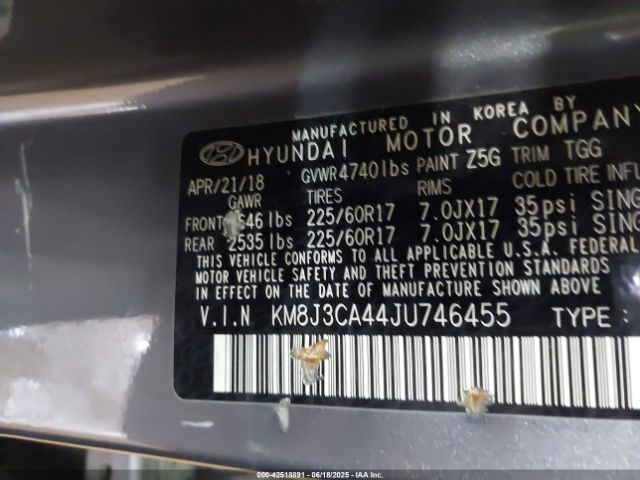 MANUFACTURED IN KOREA BY
HYUNDAI MOTOR COMPANY
APR/21/18 GVWR 4740lbs PAINT Z5G TRIM TGG
GAWR TIRES RIMS COLD TIRE INFL
FRONT 46 lbs 225/60R17 7.0JX17 35psi SING
REAR 2535 lbs 225/60R17 7.0JX17 35psi SING
THIS VEHICLE CONFORMS TO ALL APPLICABLE U.S.A. FEDERAL
MOTOR VEHICLE SAFETY AND THEFT PREVENTION STANDARDS
IN EFFECT ON THE DATE OF MANUFACTURE SHOWN ABOVE
V.I.N KM8J3CA44JU746455 TYPE:
000-42518891 - 06/18/2025 - IAAI Inc.